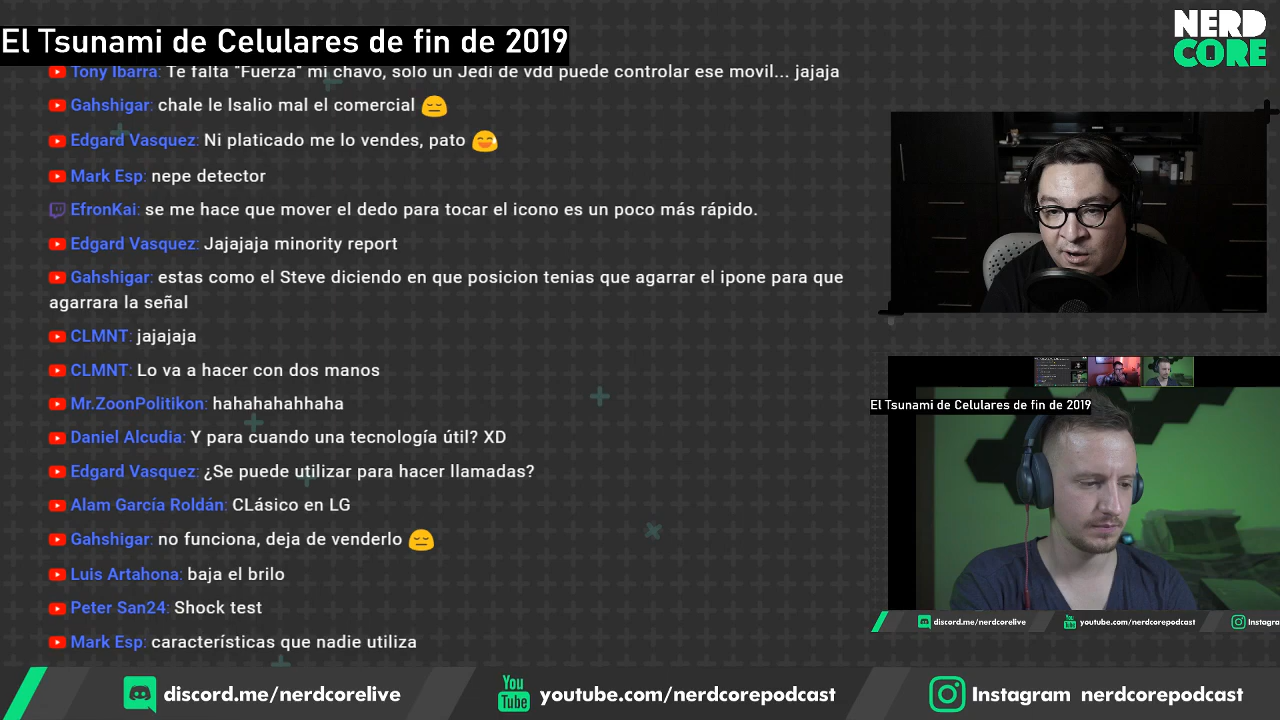 El Tsunami de Celulares de fin de 2019
NERD
CORE
Tony Ibarra: Te falta "Fuerza" mi chavo, solo un Jedi de vdd puede controlar ese movil... jajaja
Gahshigar: chale le lsalio mal el comercial
Edgard Vasquez: Ni platicado me lo vendes, pato
Mark Esp: nepe detector
EfronKai: se me hace que mover el dedo para tocar el icono es un poco más rápido.
Edgard Vasquez: Jajajaja minority report
Gahshigar: estas como el Steve diciendo en que posicion tenias que agarrar el ipone para que
agarrara la señal
CLMNT: jajajaja
CLMNT: Lo va a hacer con dos manos
Mr.ZoonPolitikon: hahahahahhaha
Daniel Alcudia: Y para cuando una tecnología útil? XD
Edgard Vasquez: ¿Se puede utilizar para hacer llamadas?
Alam García Roldán: CLásico en LG
Gahshigar: no funciona, deja de venderlo
Luis Artahona: baja el brilo
Peter San24: Shock test
Mark Esp: características que nadie utiliza
El Tsunami de Celulares de fin de 2019
discord.me/nerdcorelive
You
Tube
youtube.com/nerdcorepodcast
Instagra
discord.me/nerdcorelive
You
Tube
youtube.com/nerdcorepodcast
Instagram nerdcorepodcast